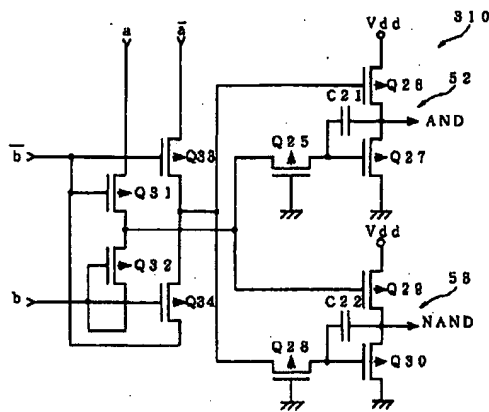 310
Vdd
a
a̅
Q26
52
C21
AND
b̅
Q33
Q25
Q27
Q31
Vdd
Q32
Q29
58
C22
b
Q34
Q28
NAND
Q30